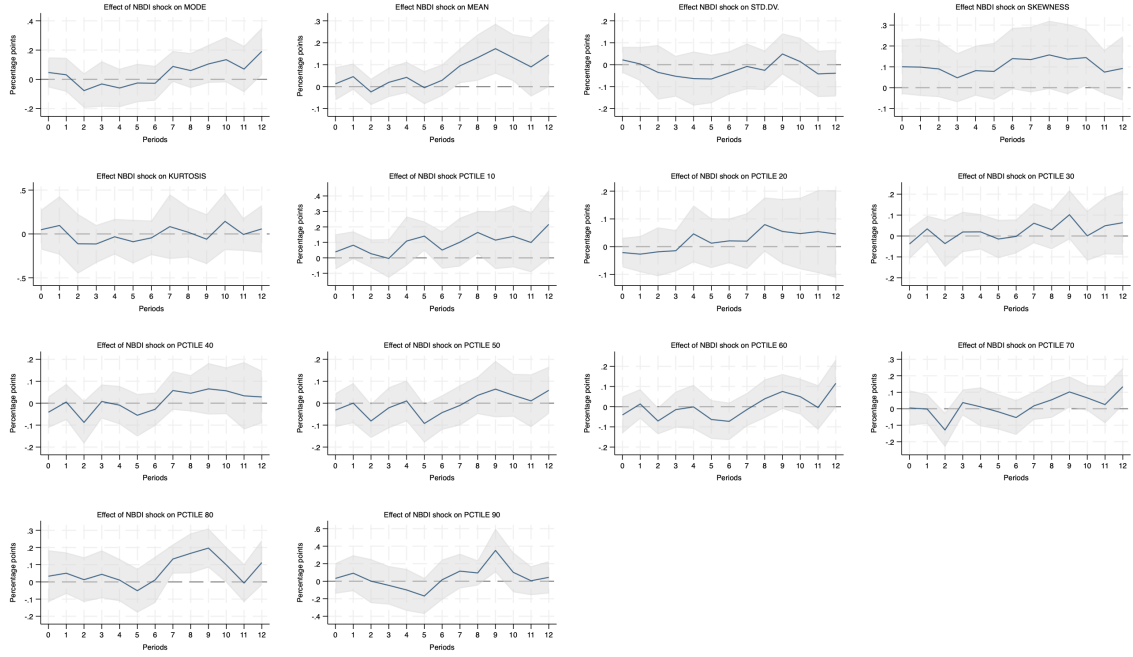 Effect of NBDI shock on MODE
Percentage points
.4
.2
0
-.2
0 1 2 3 4 5 6 7 8 9 10 11 12
Periods
Effect of NBDI shock on MEAN
Percentage points
.3
.2
.1
0
-.1
0 1 2 3 4 5 6 7 8 9 10 11 12
Periods
Effect of NBDI shock on STD.DV.
Percentage points
.2
.1
0
-.1
-.2
0 1 2 3 4 5 6 7 8 9 10 11 12
Periods
Effect of NBDI shock on SKEWNESS
Percentage points
.3
.2
.1
0
-.1
0 1 2 3 4 5 6 7 8 9 10 11 12
Periods
Effect NBDI shock on KURTOSIS
Percentage points
.5
0
-.5
0 1 2 3 4 5 6 7 8 9 10 11 12
Periods
Effect of NBDI shock PCTILE 10
Percentage points
.4
.3
.2
.1
0
-.1
0 1 2 3 4 5 6 7 8 9 10 11 12
Periods
Effect of NBDI shock on PCTILE 20
Percentage points
.2
.1
0
-.1
0 1 2 3 4 5 6 7 8 9 10 11 12
Periods
Effect of NBDI shock on PCTILE 30
Percentage points
.2
.1
0
-.1
-.2
0 1 2 3 4 5 6 7 8 9 10 11 12
Periods
Effect of NBDI shock on PCTILE 40
Percentage points
.2
.1
0
-.1
-.2
0 1 2 3 4 5 6 7 8 9 10 11 12
Periods
Effect of NBDI shock on PCTILE 50
Percentage points
.2
.1
0
-.1
-.2
0 1 2 3 4 5 6 7 8 9 10 11 12
Periods
Effect of NBDI shock on PCTILE 60
Percentage points
.2
.1
0
-.1
-.2
0 1 2 3 4 5 6 7 8 9 10 11 12
Periods
Effect of NBDI shock on PCTILE 70
Percentage points
.3
.2
.1
0
-.1
-.2
0 1 2 3 4 5 6 7 8 9 10 11 12
Periods
Effect of NBDI shock on PCTILE 80
Percentage points
.3
.2
.1
0
-.1
-.2
0 1 2 3 4 5 6 7 8 9 10 11 12
Periods
Effect of NBDI shock on PCTILE 90
Percentage points
.6
.4
.2
0
-.2
-.4
0 1 2 3 4 5 6 7 8 9 10 11 12
Periods